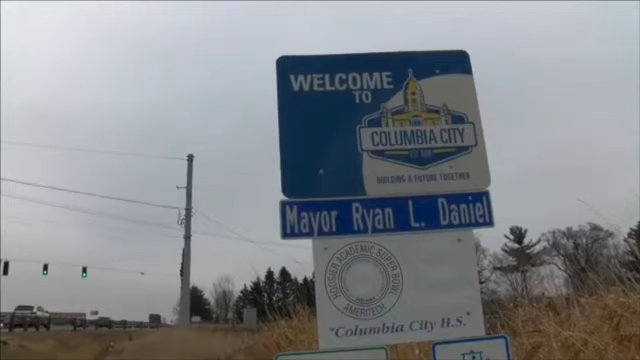 WELCOME
TO
COLUMBIA CITY
BUILDING A FUTURE TOGETHER
Mayor Ryan L. Daniel
HOOSIER ACADEMIC SUPER BOWL
AMERITECH
"Columbia City H.S."